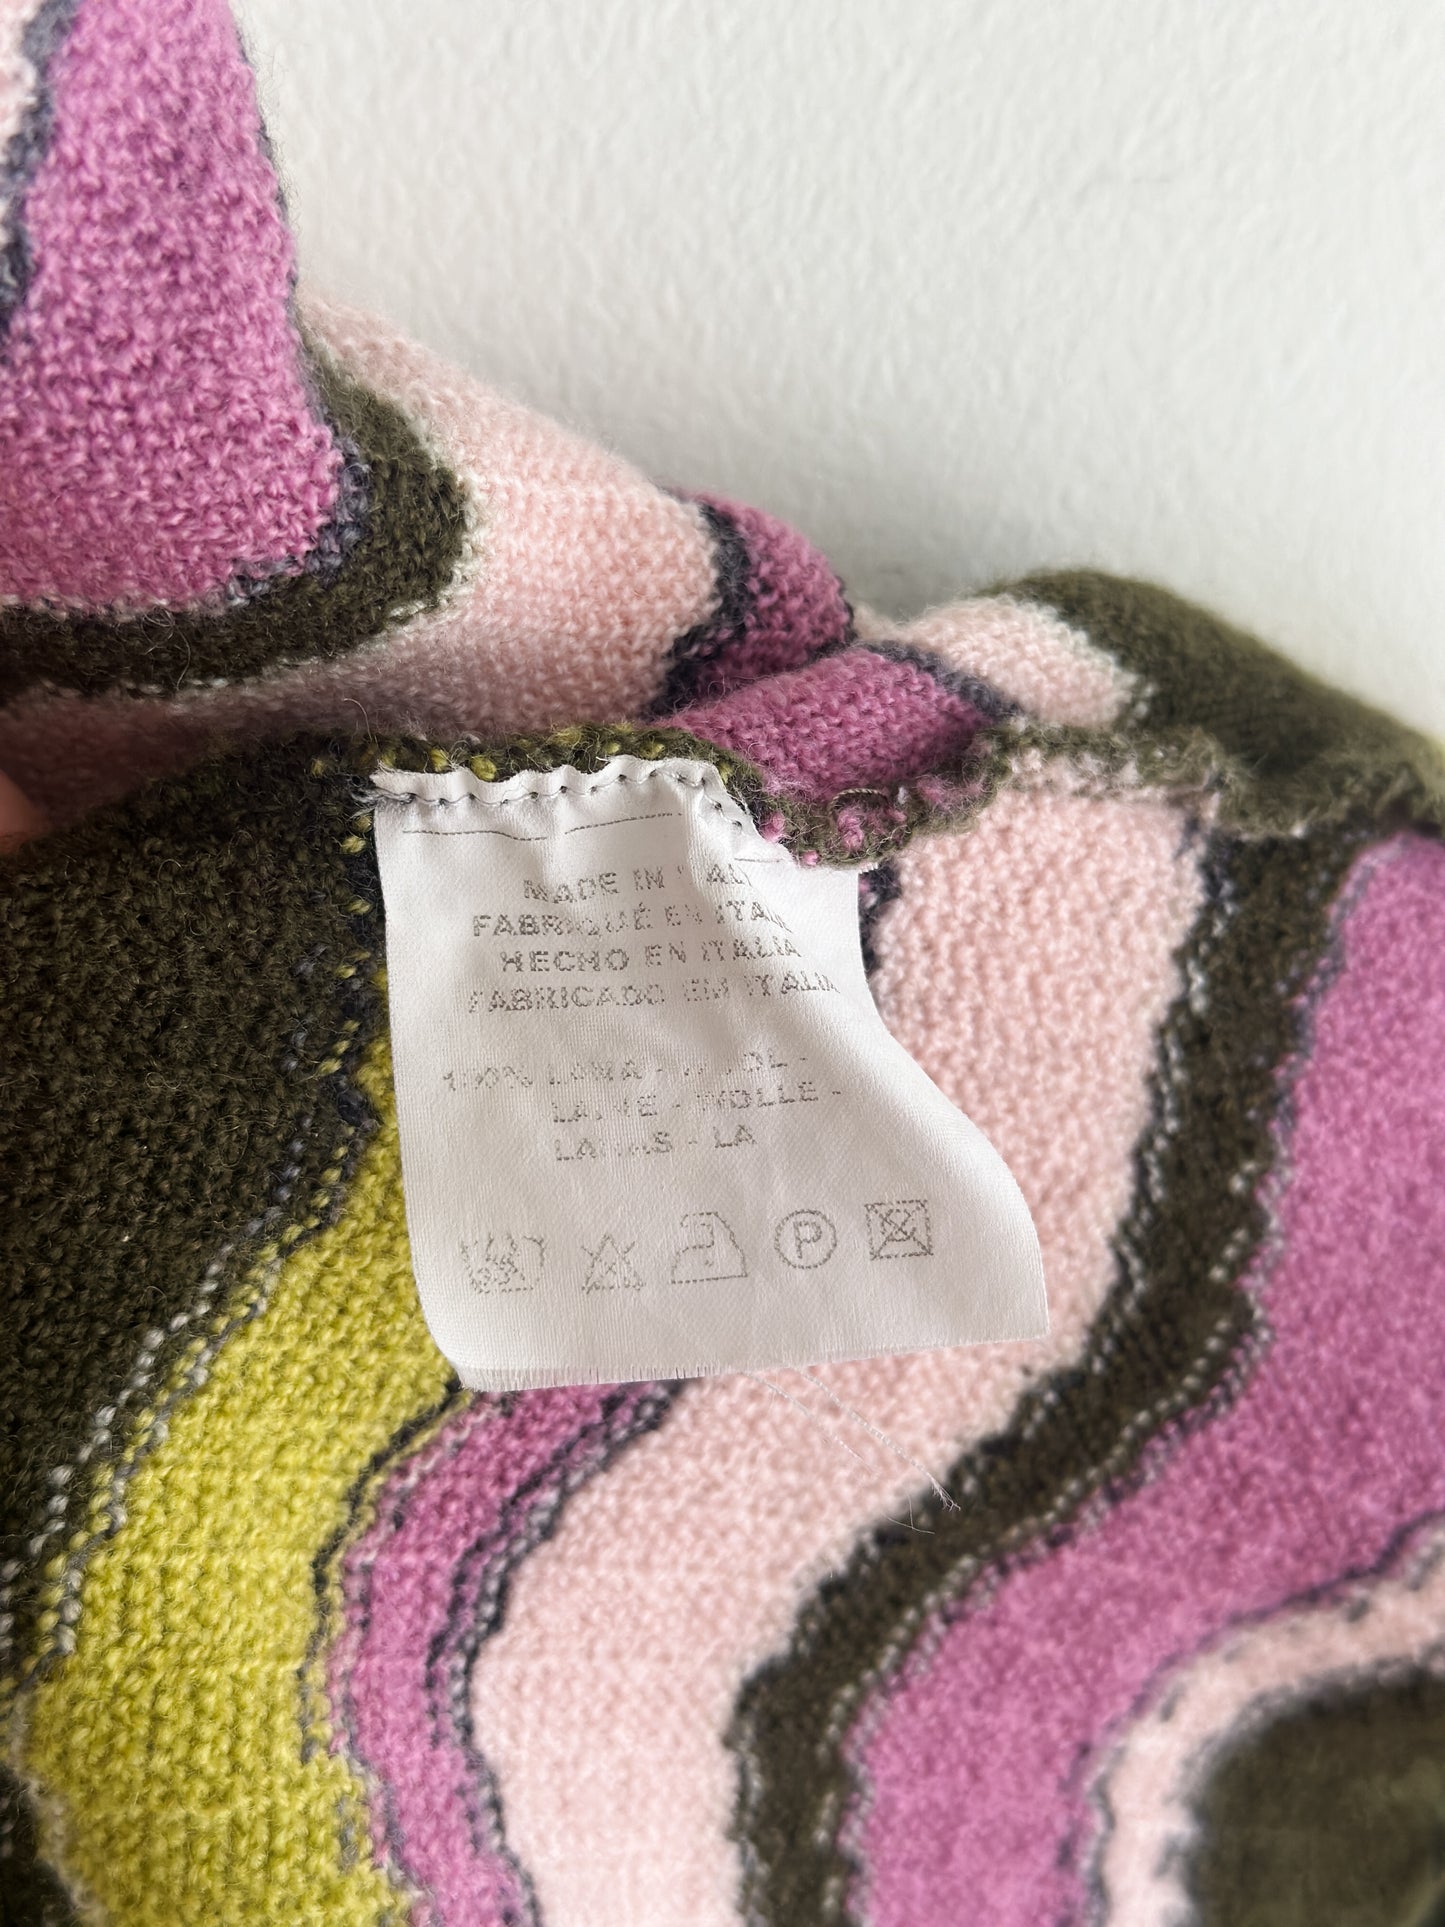 MADE IN ITALY
FABRIQUÉ EN ITALIE
HECHO EN ITALIA
FABRICADO EM ITALIA
100% LANA - WOOL -
LAINE - WOLLE -
LANAS - LA
P